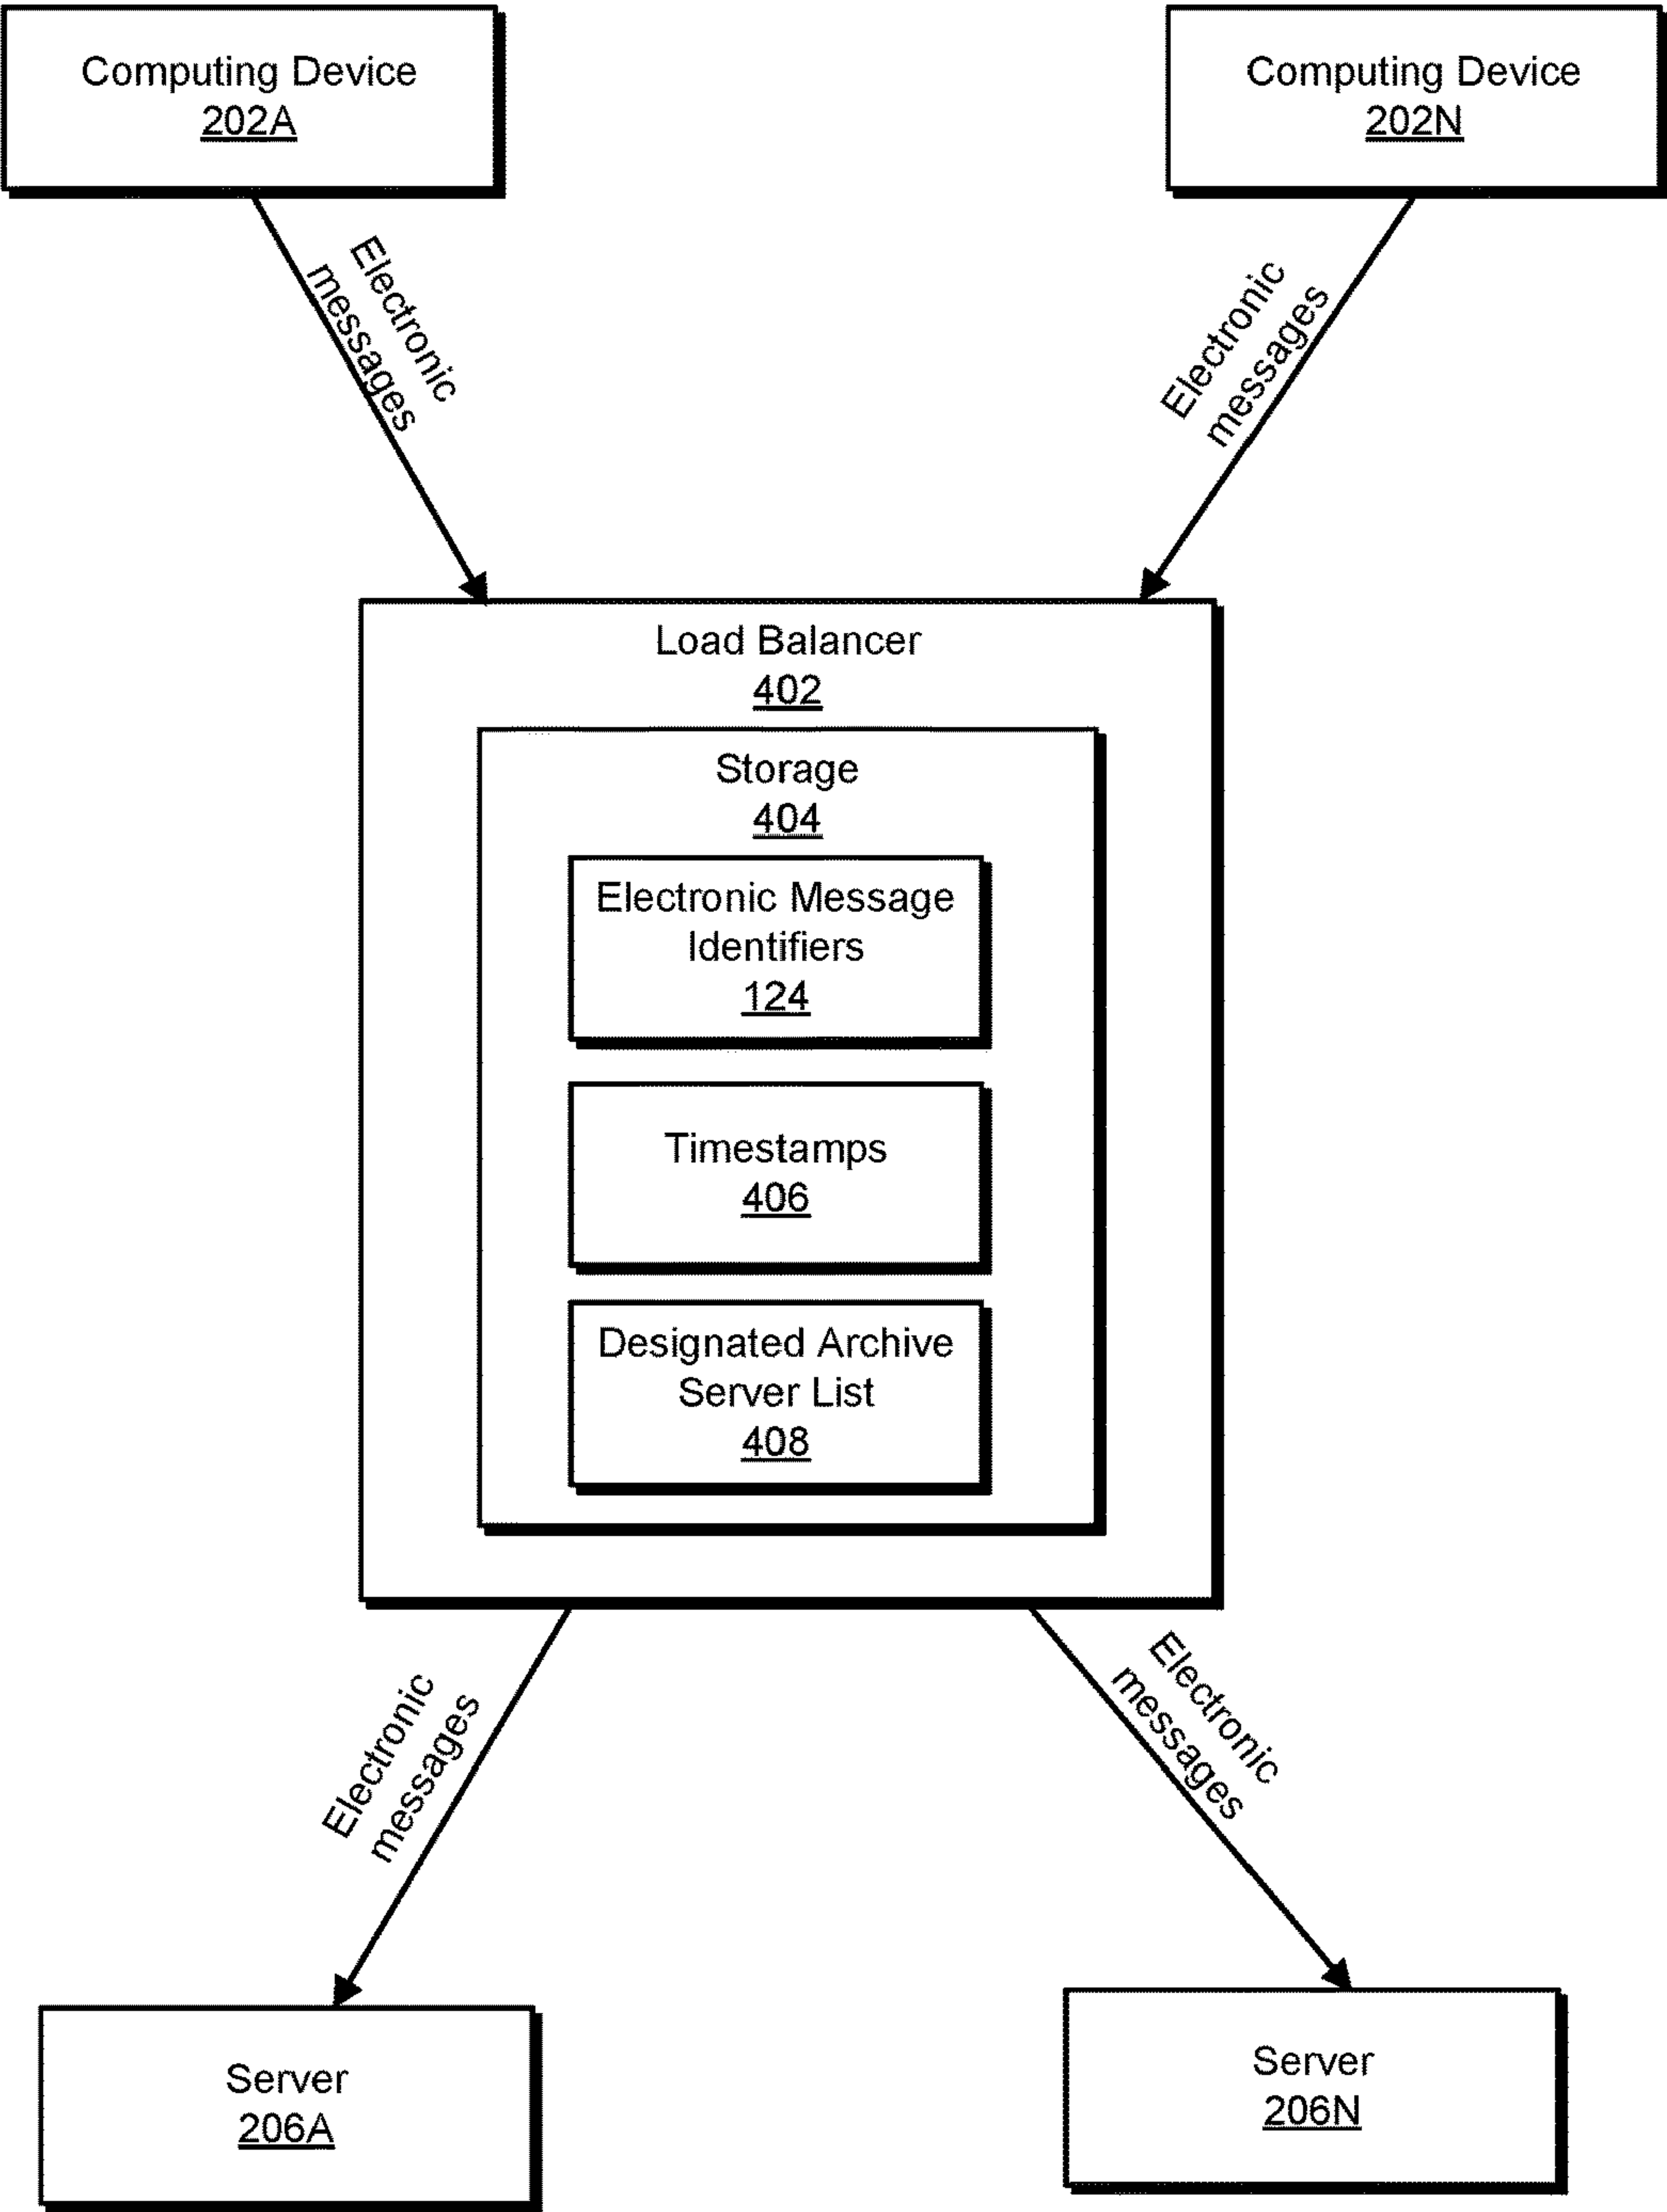 Computing Device
202A
Computing Device
202N
Electronic
messages
Electronic
messages
Load Balancer
402
Storage
404
Electronic Message
Identifiers
124
Timestamps
406
Designated Archive
Server List
408
Electronic
messages
Electronic
messages
Server
206A
Server
206N